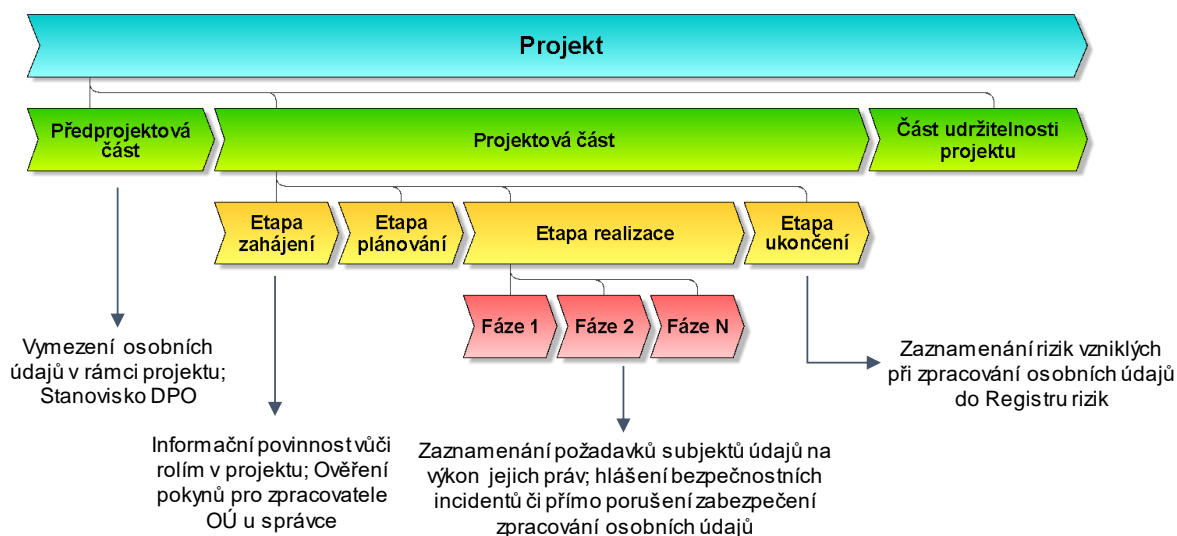 Projekt
Předprojektová
část
Projektová část
Část udržitelnosti
projektu
Etapa
zahájení
Etapa
plánování
Etapa realizace
Etapa
ukončení
Fáze 1
Fáze 2
Fáze N
Vymezení osobních
údajů v rámci projektu;
Stanovisko DPO
Informační povinnost vůči
rolím v projektu; Ověření
pokynů pro zpracovatele
OÚ u správce
Zaznamenání požadavků subjektů údajů na
výkon jejich práv; hlášení bezpečnostních
incidentů či přímo porušení zabezpečení
zpracování osobních údajů
Zaznamenání rizik vzniklých
při zpracování osobních údajů
do Registru rizik